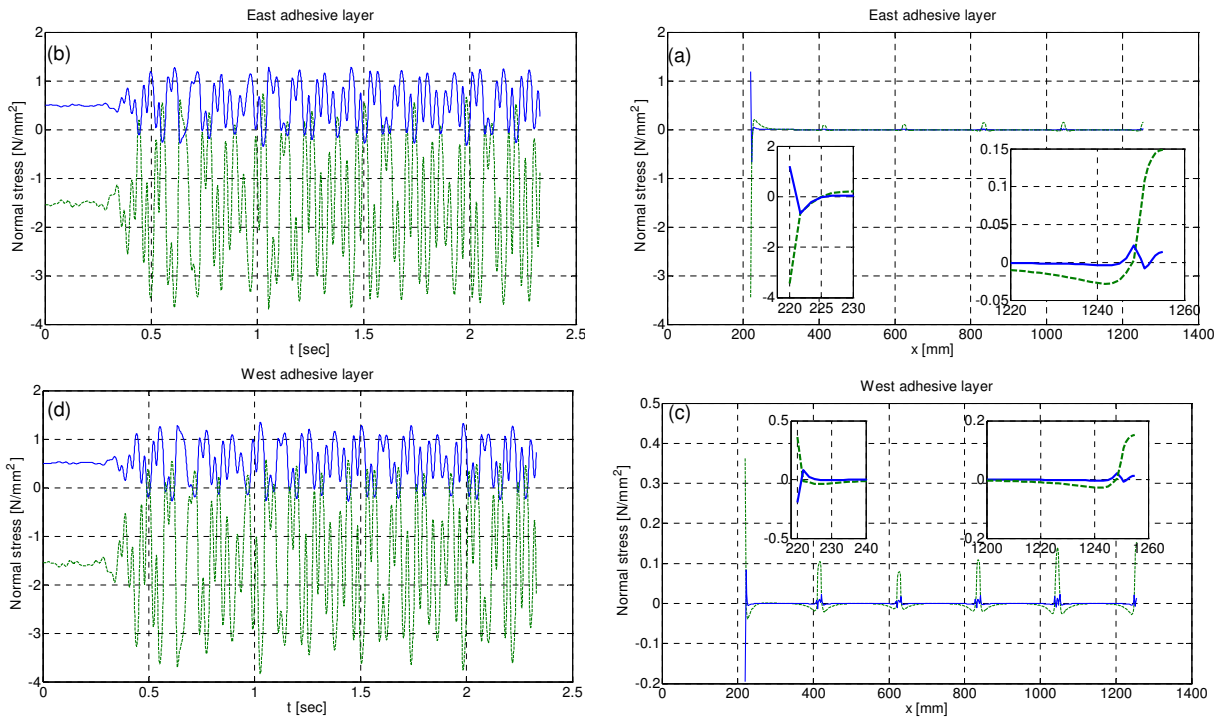 East adhesive layer
(b)
Normal stress [N/mm²]
2
1
0
-1
-2
-3
-4
0 0.5 1 1.5 2 2.5
t [sec]
East adhesive layer
(a)
Normal stress [N/mm²]
2
1
0
-1
-2
-3
-4
0 200 400 600 800 1000 1200 1400
x [mm]
2
0
-2
-4
220 225 230
0.15
0.1
0.05
0
-0.05
1220 1240 1260
West adhesive layer
(d)
Normal stress [N/mm²]
2
1
0
-1
-2
-3
-4
0 0.5 1 1.5 2 2.5
t [sec]
West adhesive layer
(c)
Normal stress [N/mm²]
0.5
0.4
0.3
0.2
0.1
0
-0.1
-0.2
0 200 400 600 800 1000 1200 1400
x [mm]
0.5
0
-0.5
220 230 240
0.2
0
-0.2
1200 1220 1240 1260